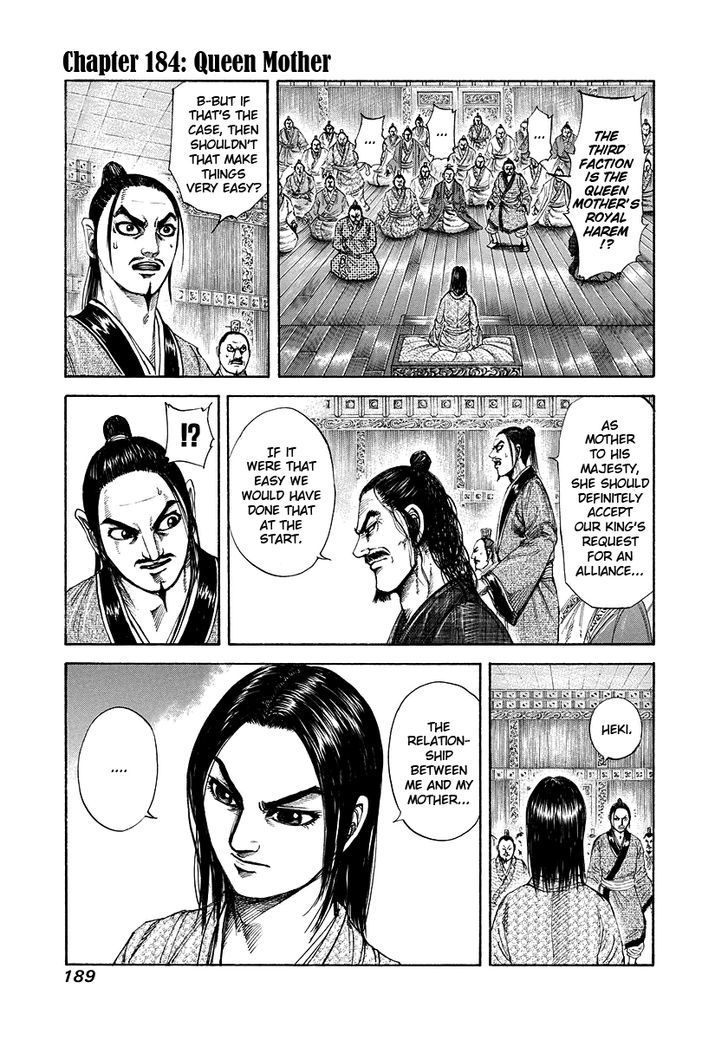 Chapter 184: Queen Mother
THE
THIRD
FACTION
IS THE
QUEEN
MOTHER'S
ROYAL
HAREM
!?
...
...
...
...
B-BUT IF
THAT'S THE
CASE, THEN
SHOULDN'T
THAT MAKE
THINGS
VERY EASY?
AS
MOTHER
TO HIS
MAJESTY,
SHE SHOULD
DEFINITELY
ACCEPT
OUR KING'S
REQUEST
FOR AN
ALLIANCE...
IF IT
WERE THAT
EASY WE
WOULD HAVE
DONE THAT
AT THE
START.
!?
HEKI,
THE
RELATION-
SHIP
BETWEEN
ME AND MY
MOTHER...
....
189